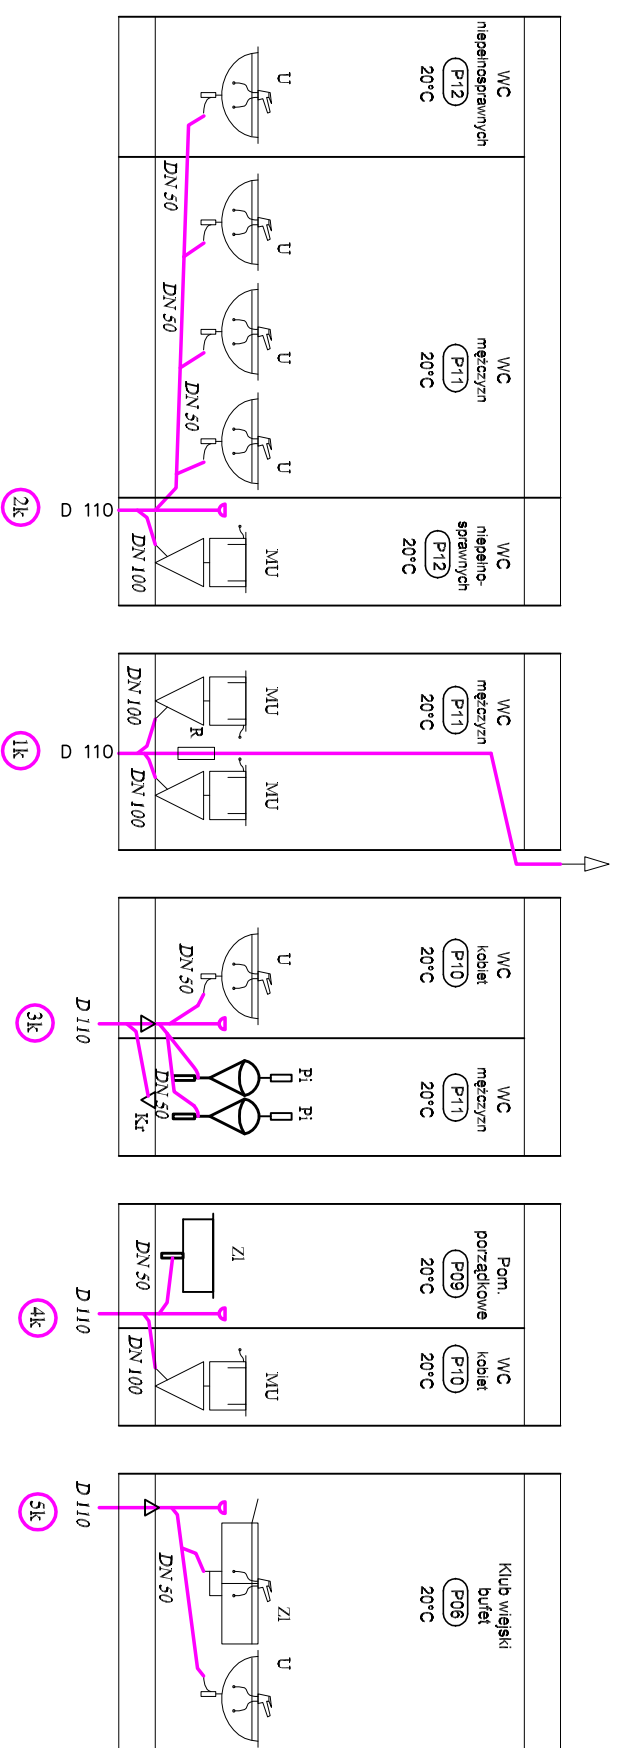 WC
niepełnosprawnych
P12
20°C
U
DN 50
WC
mężczyzn
P11
20°C
U
U
U
DN 50
DN 50
WC
niepełno-
sprawnych
P12
20°C
MU
DN 100
D 110
2k
WC
mężczyzn
P11
20°C
MU
MU
R
DN 100
DN 100
D 110
1k
WC
kobiet
P10
20°C
U
DN 50
WC
mężczyzn
P11
20°C
Pi
Pi
DN 50
Kr
D 110
3k
Pom.
porządkowe
P09
20°C
Zl
DN 50
WC
kobiet
P10
20°C
MU
DN 100
D 110
4k
Klub wiejski
bufet
P06
20°C
Zl
U
DN 50
D 110
5k